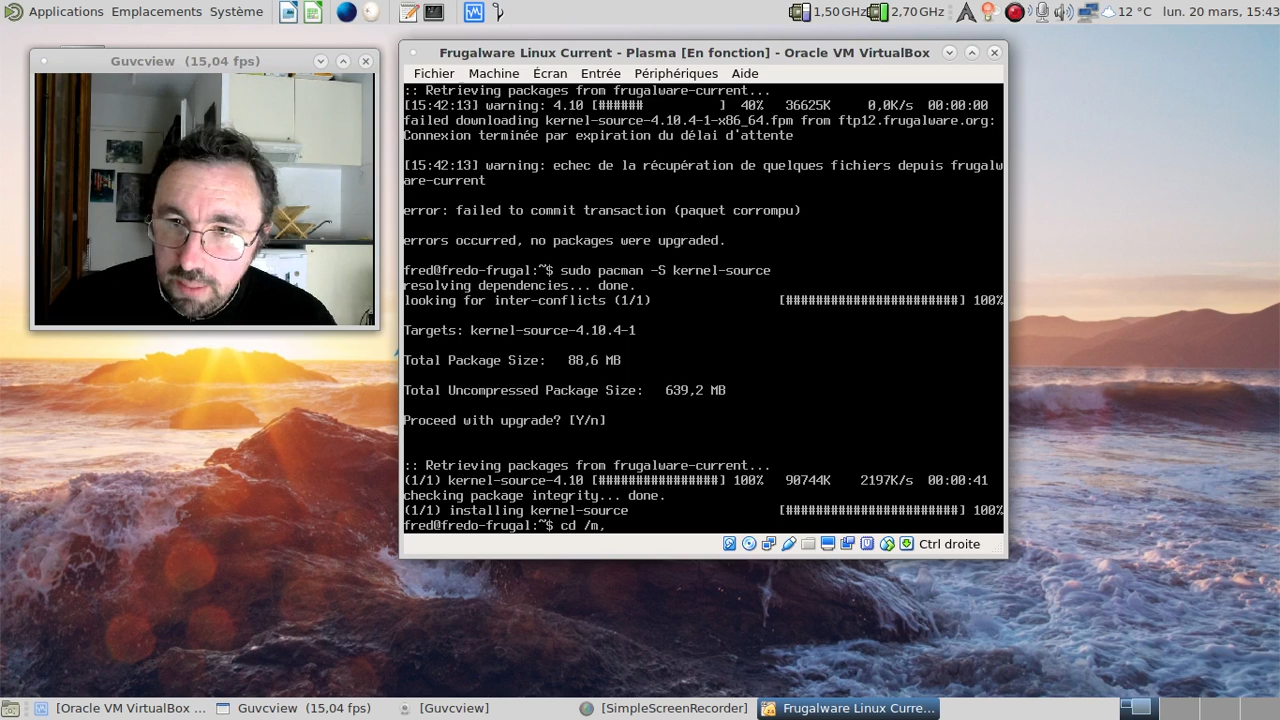 Applications Emplacements Système
1,50 GHz 2,70 GHz 12 °C lun. 20 mars, 15:43
Guvcview (15,04 fps)
Frugalware Linux Current - Plasma [En fonction] - Oracle VM VirtualBox
Fichier Machine Écran Entrée Périphériques Aide
:: Retrieving packages from frugalware-current...
[15:42:13] warning: 4.10 [###### ] 40% 36625K 0,0K/s 00:00:00
failed downloading kernel-source-4.10.4-1-x86_64.fpm from ftp12.frugalware.org:
Connexion terminée par expiration du délai d'attente
[15:42:13] warning: echec de la récupération de quelques fichiers depuis frugalw
are-current
error: failed to commit transaction (paquet corrompu)
errors occurred, no packages were upgraded.
fred@fredo-frugal:~$ sudo pacman -S kernel-source
resolving dependencies... done.
looking for inter-conflicts (1/1) [########################] 100%
Targets: kernel-source-4.10.4-1
Total Package Size: 88,6 MB
Total Uncompressed Package Size: 639,2 MB
Proceed with upgrade? [Y/n]
:: Retrieving packages from frugalware-current...
(1/1) kernel-source-4.10 [################] 100% 90744K 2197K/s 00:00:41
checking package integrity... done.
(1/1) installing kernel-source [########################] 100%
fred@fredo-frugal:~$ cd /m,
Ctrl droite
[Oracle VM VirtualBox ... Guvcview (15,04 fps) [Guvcview] [SimpleScreenRecorder] Frugalware Linux Curre...